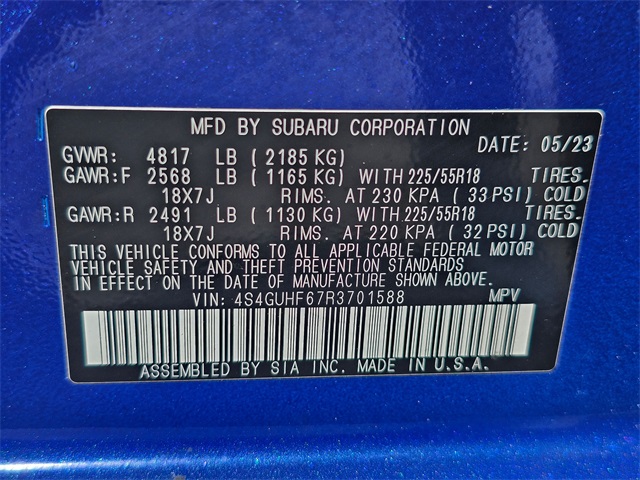 MFD BY SUBARU CORPORATION DATE: 05/23
GVWR: 4817 LB ( 2185 KG)
GAWR:F 2568 LB ( 1165 KG) WITH 225/55R18 TIRES.
18X7J RIMS. AT 230 KPA ( 33 PSI) COLD
GAWR:R 2491 LB ( 1130 KG) WITH 225/55R18 TIRES.
18X7J RIMS. AT 220 KPA ( 32 PSI) COLD
THIS VEHICLE CONFORMS TO ALL APPLICABLE FEDERAL MOTOR
VEHICLE SAFETY AND THEFT PREVENTION STANDARDS
IN EFFECT ON THE DATE OF MANUFACTURE SHOWN ABOVE.
VIN: 4S4GUHF67R3701588 MPV
ASSEMBLED BY SIA INC. MADE IN U.S.A.